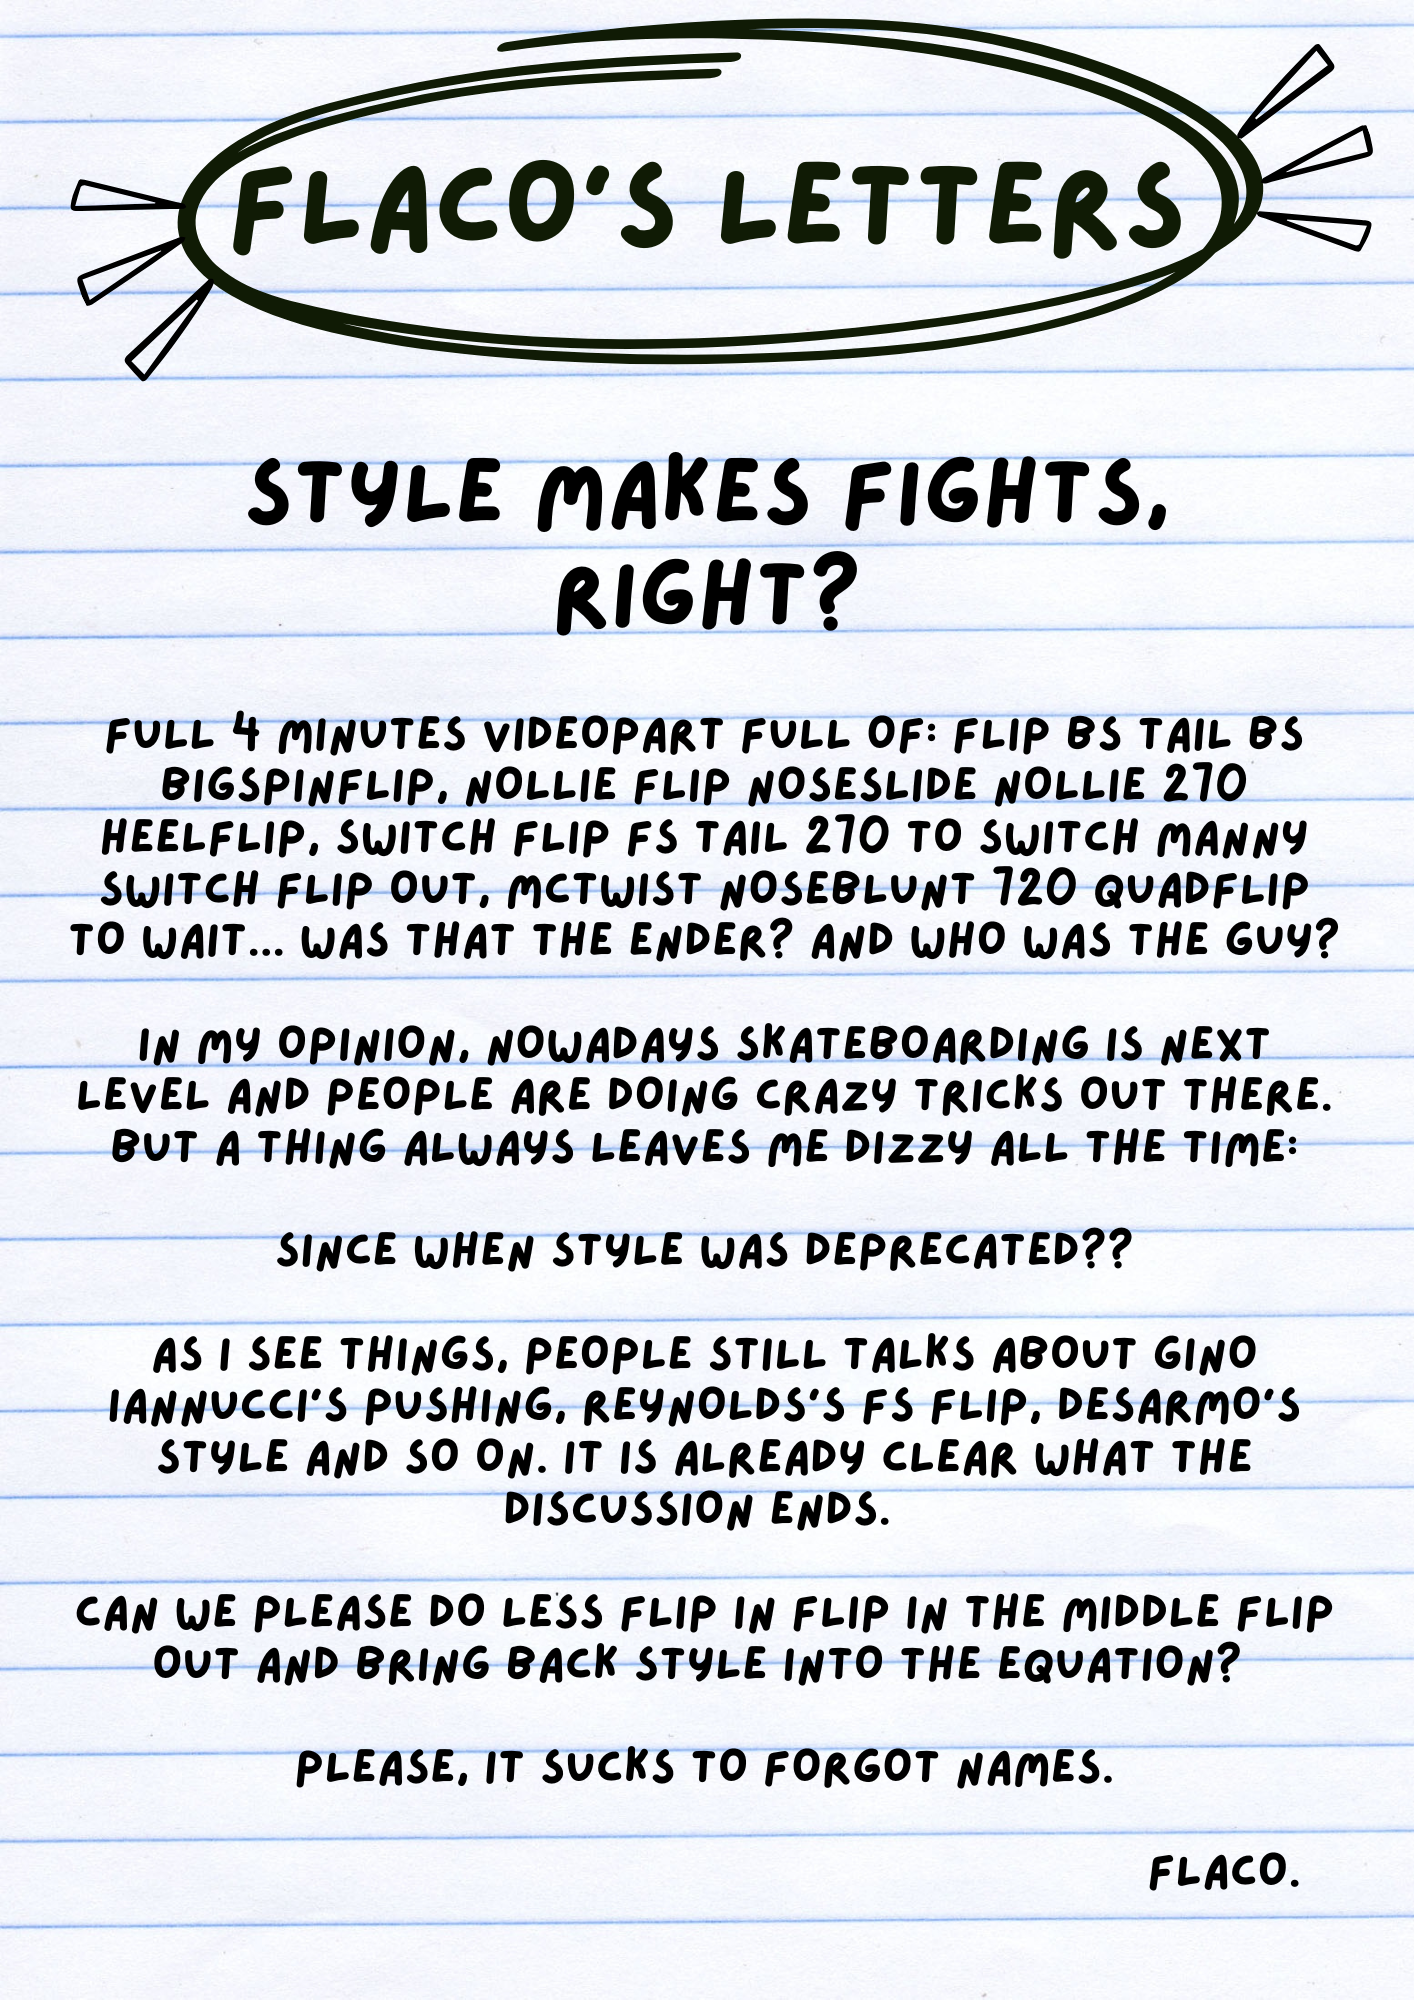 FLACO'S LETTERS
STYLE MAKES FIGHTS,
RIGHT?
FULL 4 MINUTES VIDEOPART FULL OF: FLIP BS TAIL BS
BIGSPINFLIP, NOLLIE FLIP NOSESLIDE NOLLIE 270
HEELFLIP, SWITCH FLIP FS TAIL 270 TO SWITCH MANNY
SWITCH FLIP OUT, MCTWIST NOSEBLUNT 720 QUADFLIP
TO WAIT... WAS THAT THE ENDER? AND WHO WAS THE GUY?
IN MY OPINION, NOWADAYS SKATEBOARDING IS NEXT
LEVEL AND PEOPLE ARE DOING CRAZY TRICKS OUT THERE.
BUT A THING ALWAYS LEAVES ME DIZZY ALL THE TIME:
SINCE WHEN STYLE WAS DEPRECATED??
AS I SEE THINGS, PEOPLE STILL TALKS ABOUT GINO
IANNUCCI'S PUSHING, REYNOLDS'S FS FLIP, DESARMO'S
STYLE AND SO ON. IT IS ALREADY CLEAR WHAT THE
DISCUSSION ENDS.
CAN WE PLEASE DO LESS FLIP IN FLIP IN THE MIDDLE FLIP
OUT AND BRING BACK STYLE INTO THE EQUATION?
PLEASE, IT SUCKS TO FORGOT NAMES.
FLACO.